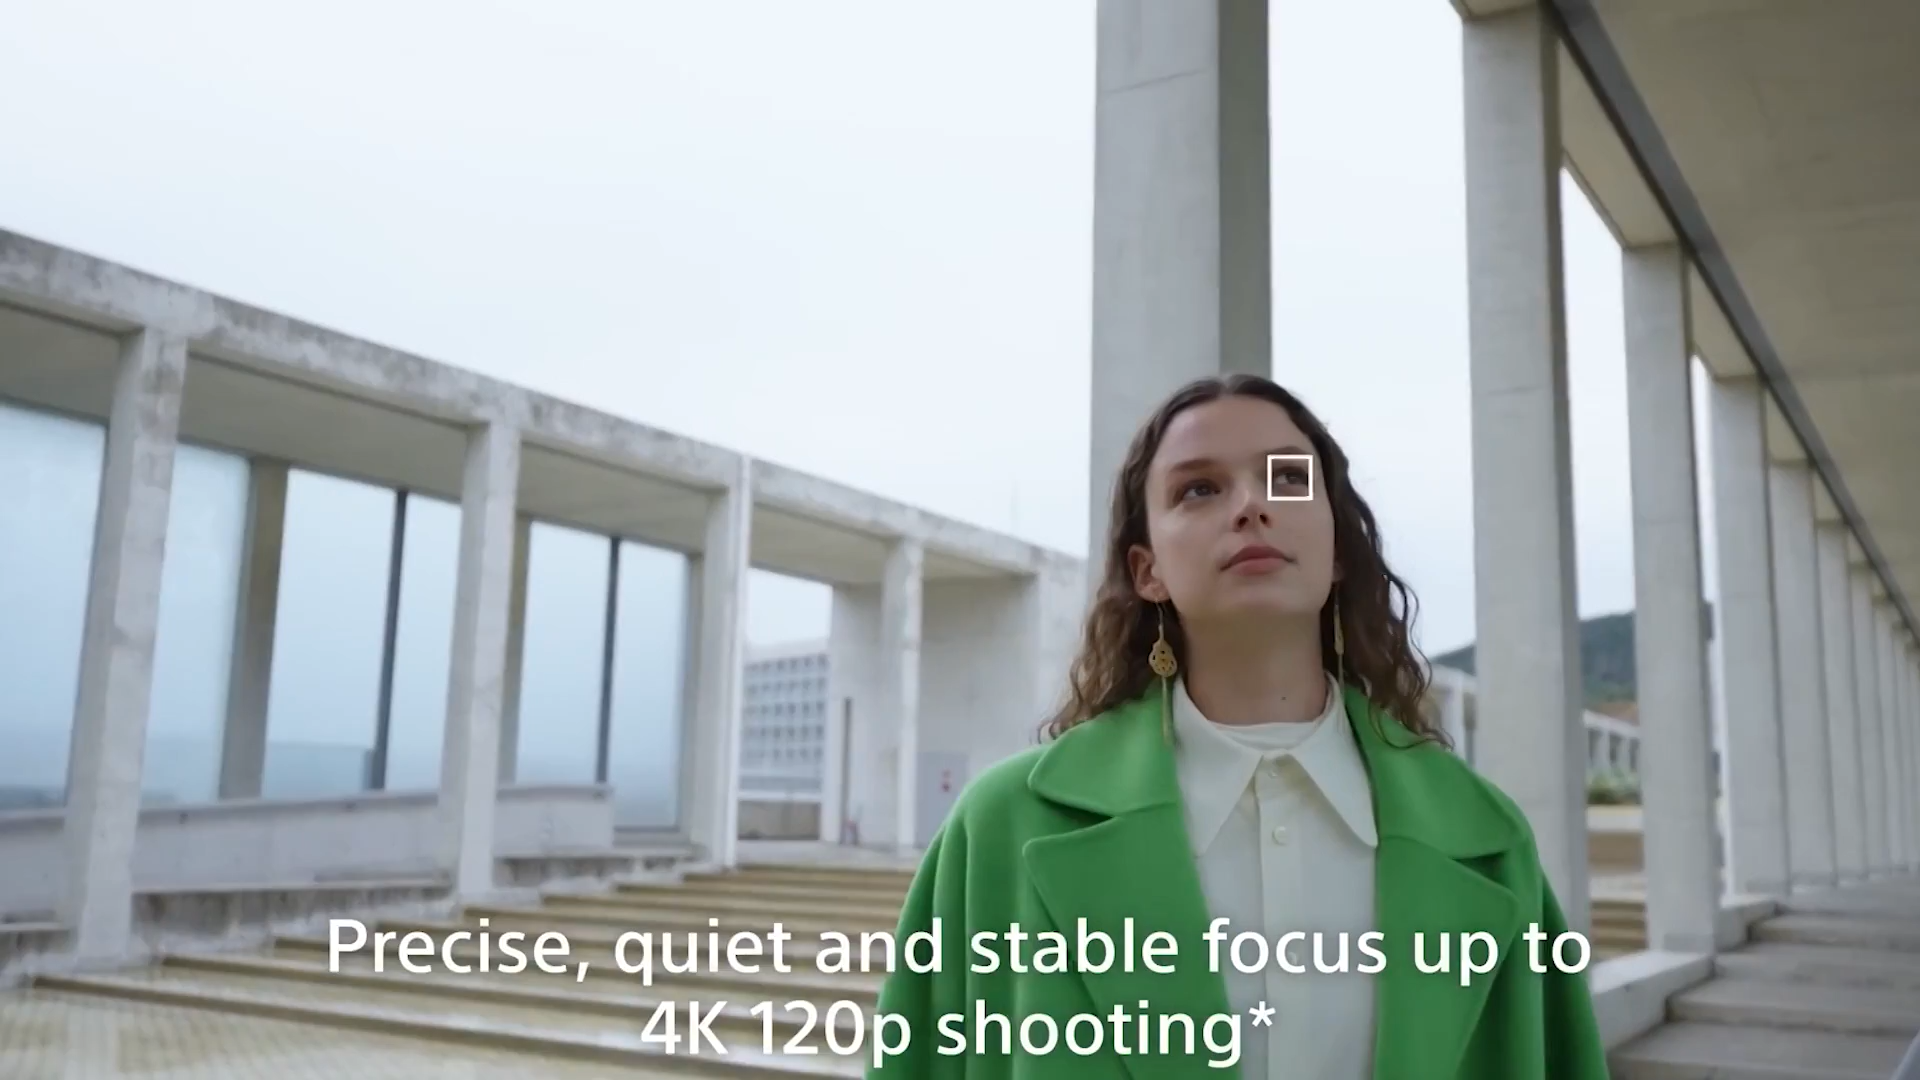 Precise, quiet and stable focus up to
4K 120p shooting*